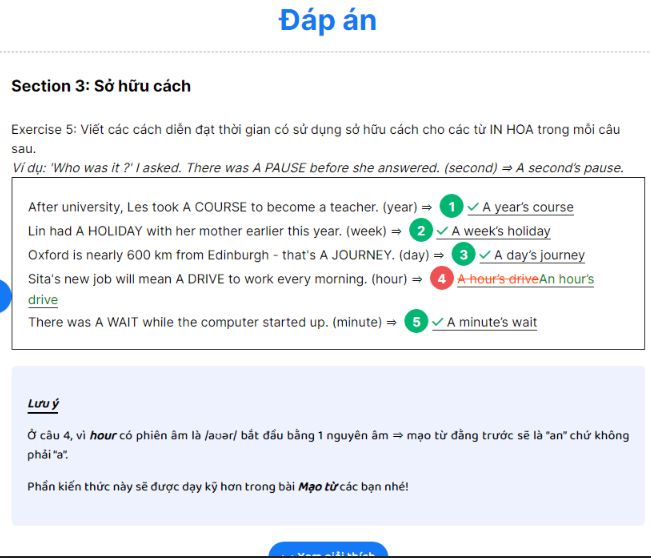 Đáp án
Section 3: Sở hữu cách
Exercise 5: Viết các cách diễn đạt thời gian có sử dụng sở hữu cách cho các từ IN HOA trong mỗi câu
sau.
Ví dụ: 'Who was it ?' I asked. There was A PAUSE before she answered. (second) ⇒ A second's pause.
After university, Les took A COURSE to become a teacher. (year) ⇒ 1 ✓ A year's course
Lin had A HOLIDAY with her mother earlier this year. (week) ⇒ 2 ✓ A week's holiday
Oxford is nearly 600 km from Edinburgh - that's A JOURNEY. (day) ⇒ 3 ✓ A day's journey
Sita's new job will mean A DRIVE to work every morning. (hour) ⇒ 4 A hour's driveAn hour's
drive
There was A WAIT while the computer started up. (minute) ⇒ 5 ✓ A minute's wait
Lưu ý
Ở câu 4, vì hour có phiên âm là /aʊər/ bắt đầu bằng 1 nguyên âm ⇒ mạo từ đằng trước sẽ là "an" chứ không
phải "a".
Phần kiến thức này sẽ được dạy kỹ hơn trong bài Mạo từ các bạn nhé!
Xem giải thích